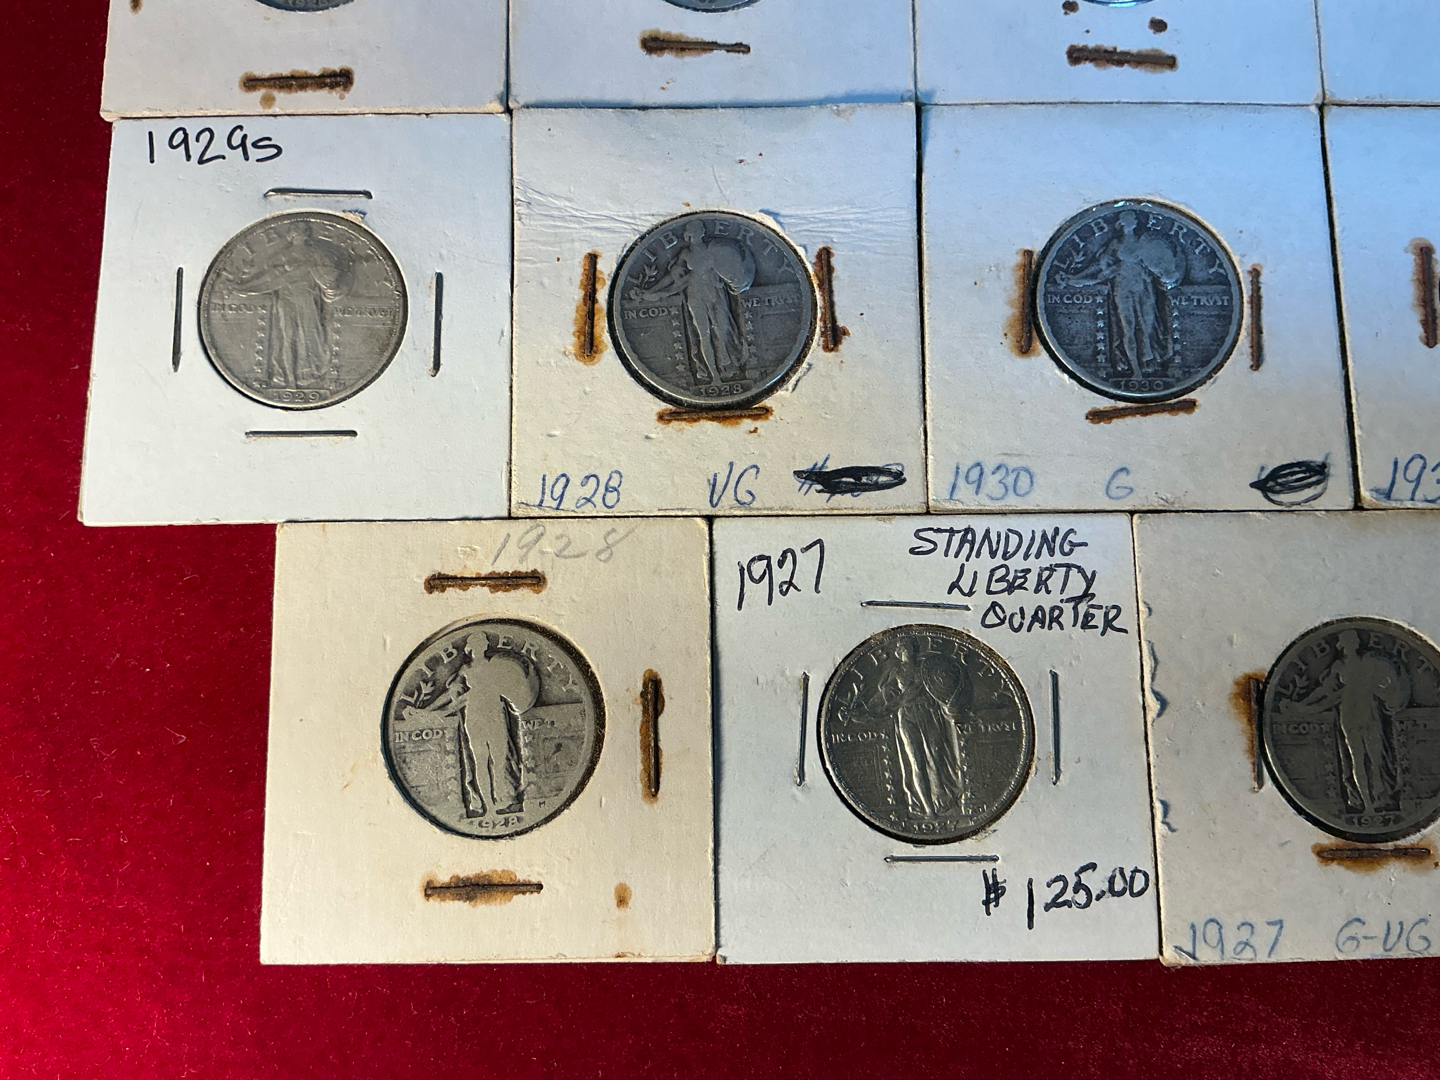 1929s
LIBERTY
IN GOD WE TRUST
1929
LIBERTY
IN GOD WE TRUST
1928
1928 VG
LIBERTY
IN GOD WE TRUST
1930
1930 G
193
1928
LIBERTY
IN GOD WE T
1928
1927
STANDING
LIBERTY
QUARTER
LIBERTY
IN GOD WE TRUST
1927
$125.00
LIBERTY
IN GOD WE
1927
1927 G-VG